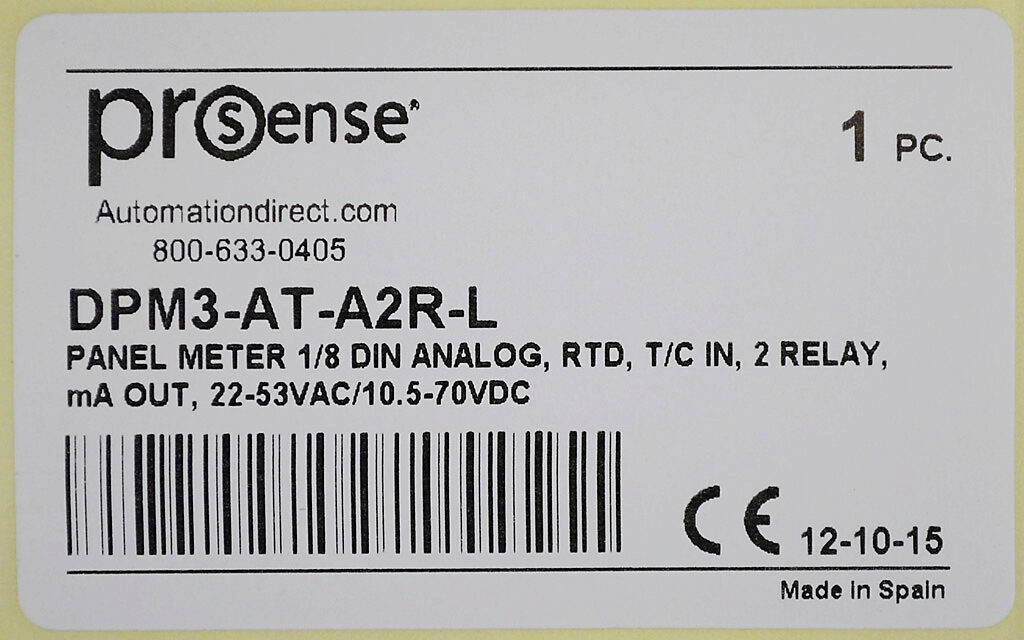 prosense®
1 PC.
Automationdirect.com
800-633-0405
DPM3-AT-A2R-L
PANEL METER 1/8 DIN ANALOG, RTD, T/C IN, 2 RELAY,
mA OUT, 22-53VAC/10.5-70VDC
CE 12-10-15
Made in Spain